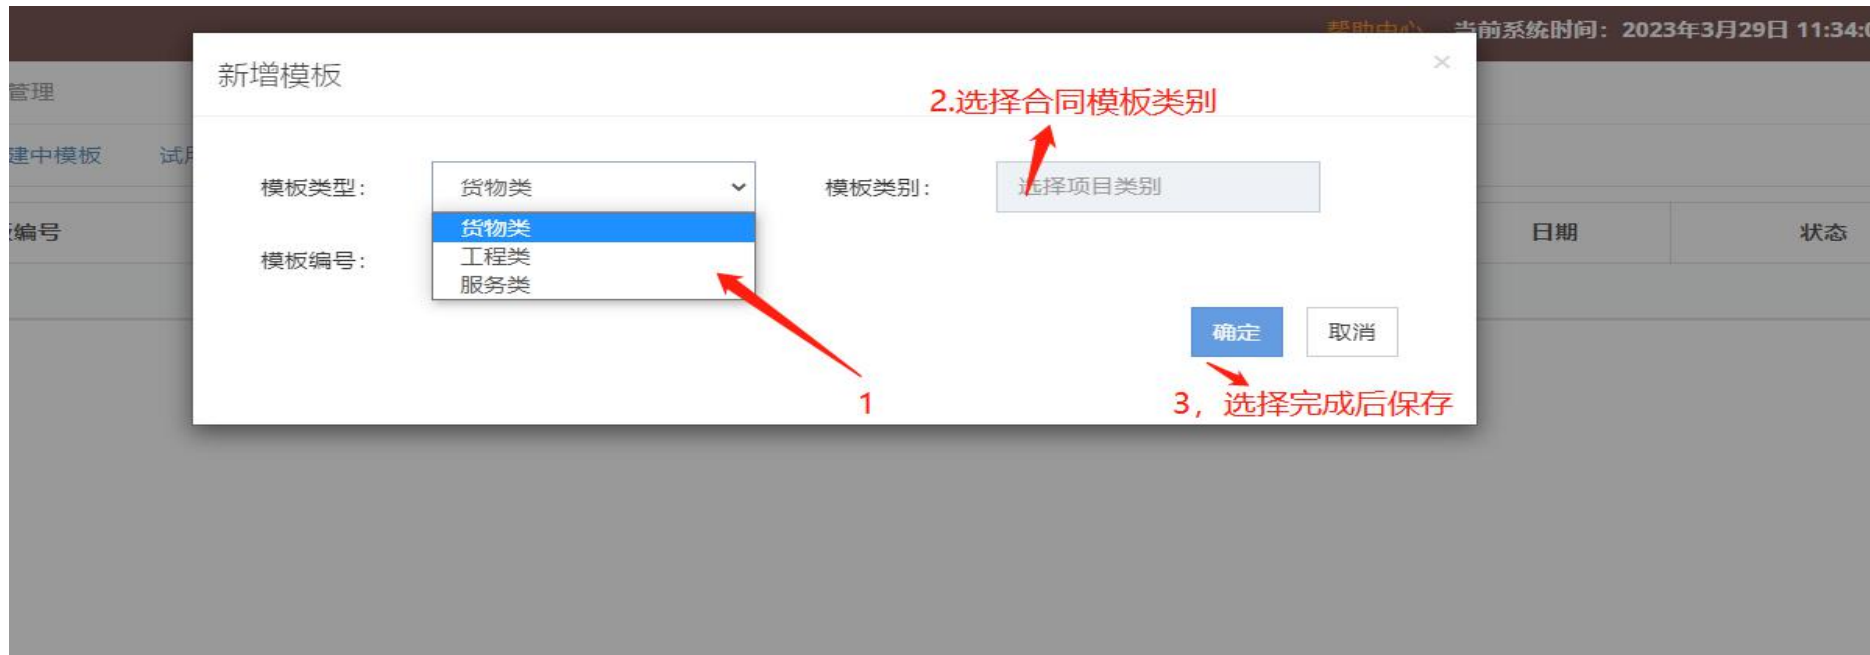 帮助中心 当前系统时间：2023年3月29日 11:34:0
新增模板
×
管理
2.选择合同模板类别
建中模板 试用
模板类型： 货物类 模板类别： 选择项目类别
货物类
编号 日期 状态
工程类
模板编号：
服务类
确定 取消
1 3，选择完成后保存